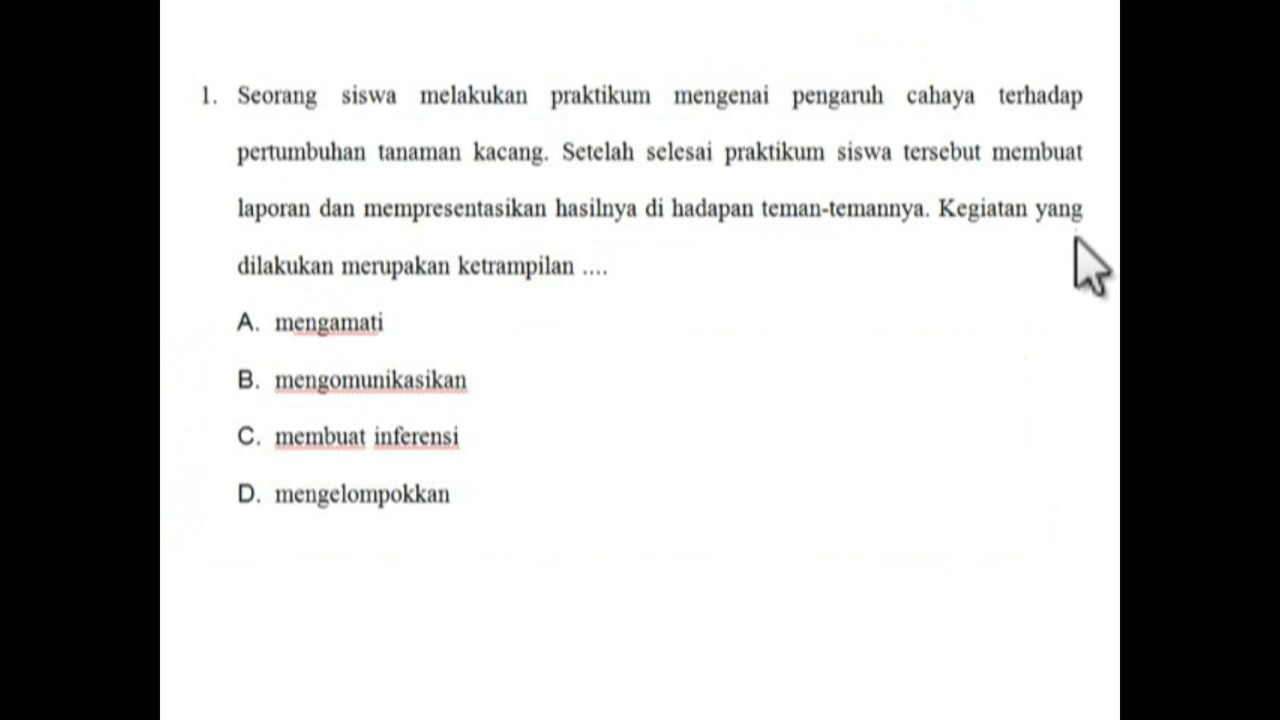 1. Seorang siswa melakukan praktikum mengenai pengaruh cahaya terhadap
pertumbuhan tanaman kacang. Setelah selesai praktikum siswa tersebut membuat
laporan dan mempresentasikan hasilnya di hadapan teman-temannya. Kegiatan yang
dilakukan merupakan ketrampilan ....
A. mengamati
B. mengomunikasikan
C. membuat inferensi
D. mengelompokkan